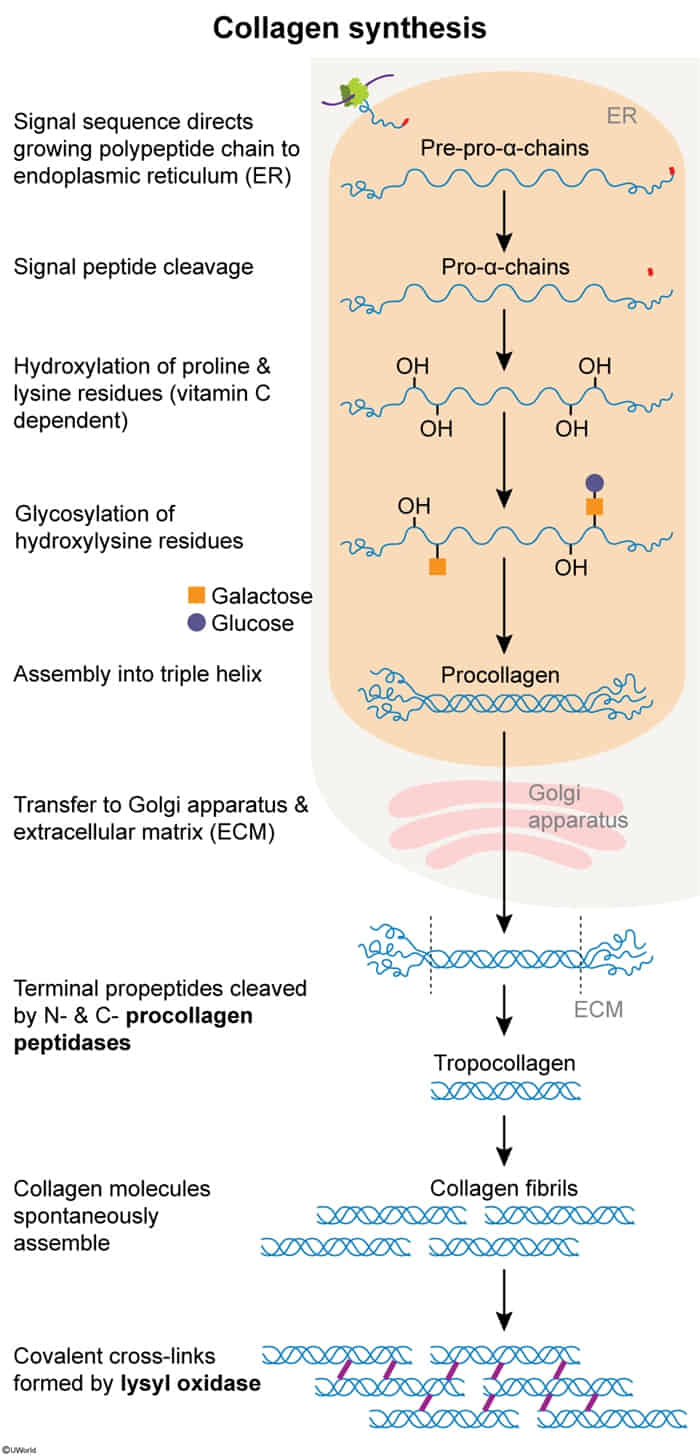 Collagen synthesis
ER
Signal sequence directs
growing polypeptide chain to
endoplasmic reticulum (ER)
Pre-pro-α-chains
Signal peptide cleavage
Pro-α-chains
Hydroxylation of proline &
lysine residues (vitamin C
dependent)
OH
OH
OH
OH
Glycosylation of
hydroxylysine residues
OH
OH
Galactose
Glucose
Assembly into triple helix
Procollagen
Transfer to Golgi apparatus &
extracellular matrix (ECM)
Golgi
apparatus
Terminal propeptides cleaved
by N- & C- procollagen
peptidases
ECM
Tropocollagen
Collagen molecules
spontaneously
assemble
Collagen fibrils
Covalent cross-links
formed by lysyl oxidase
©UWorld